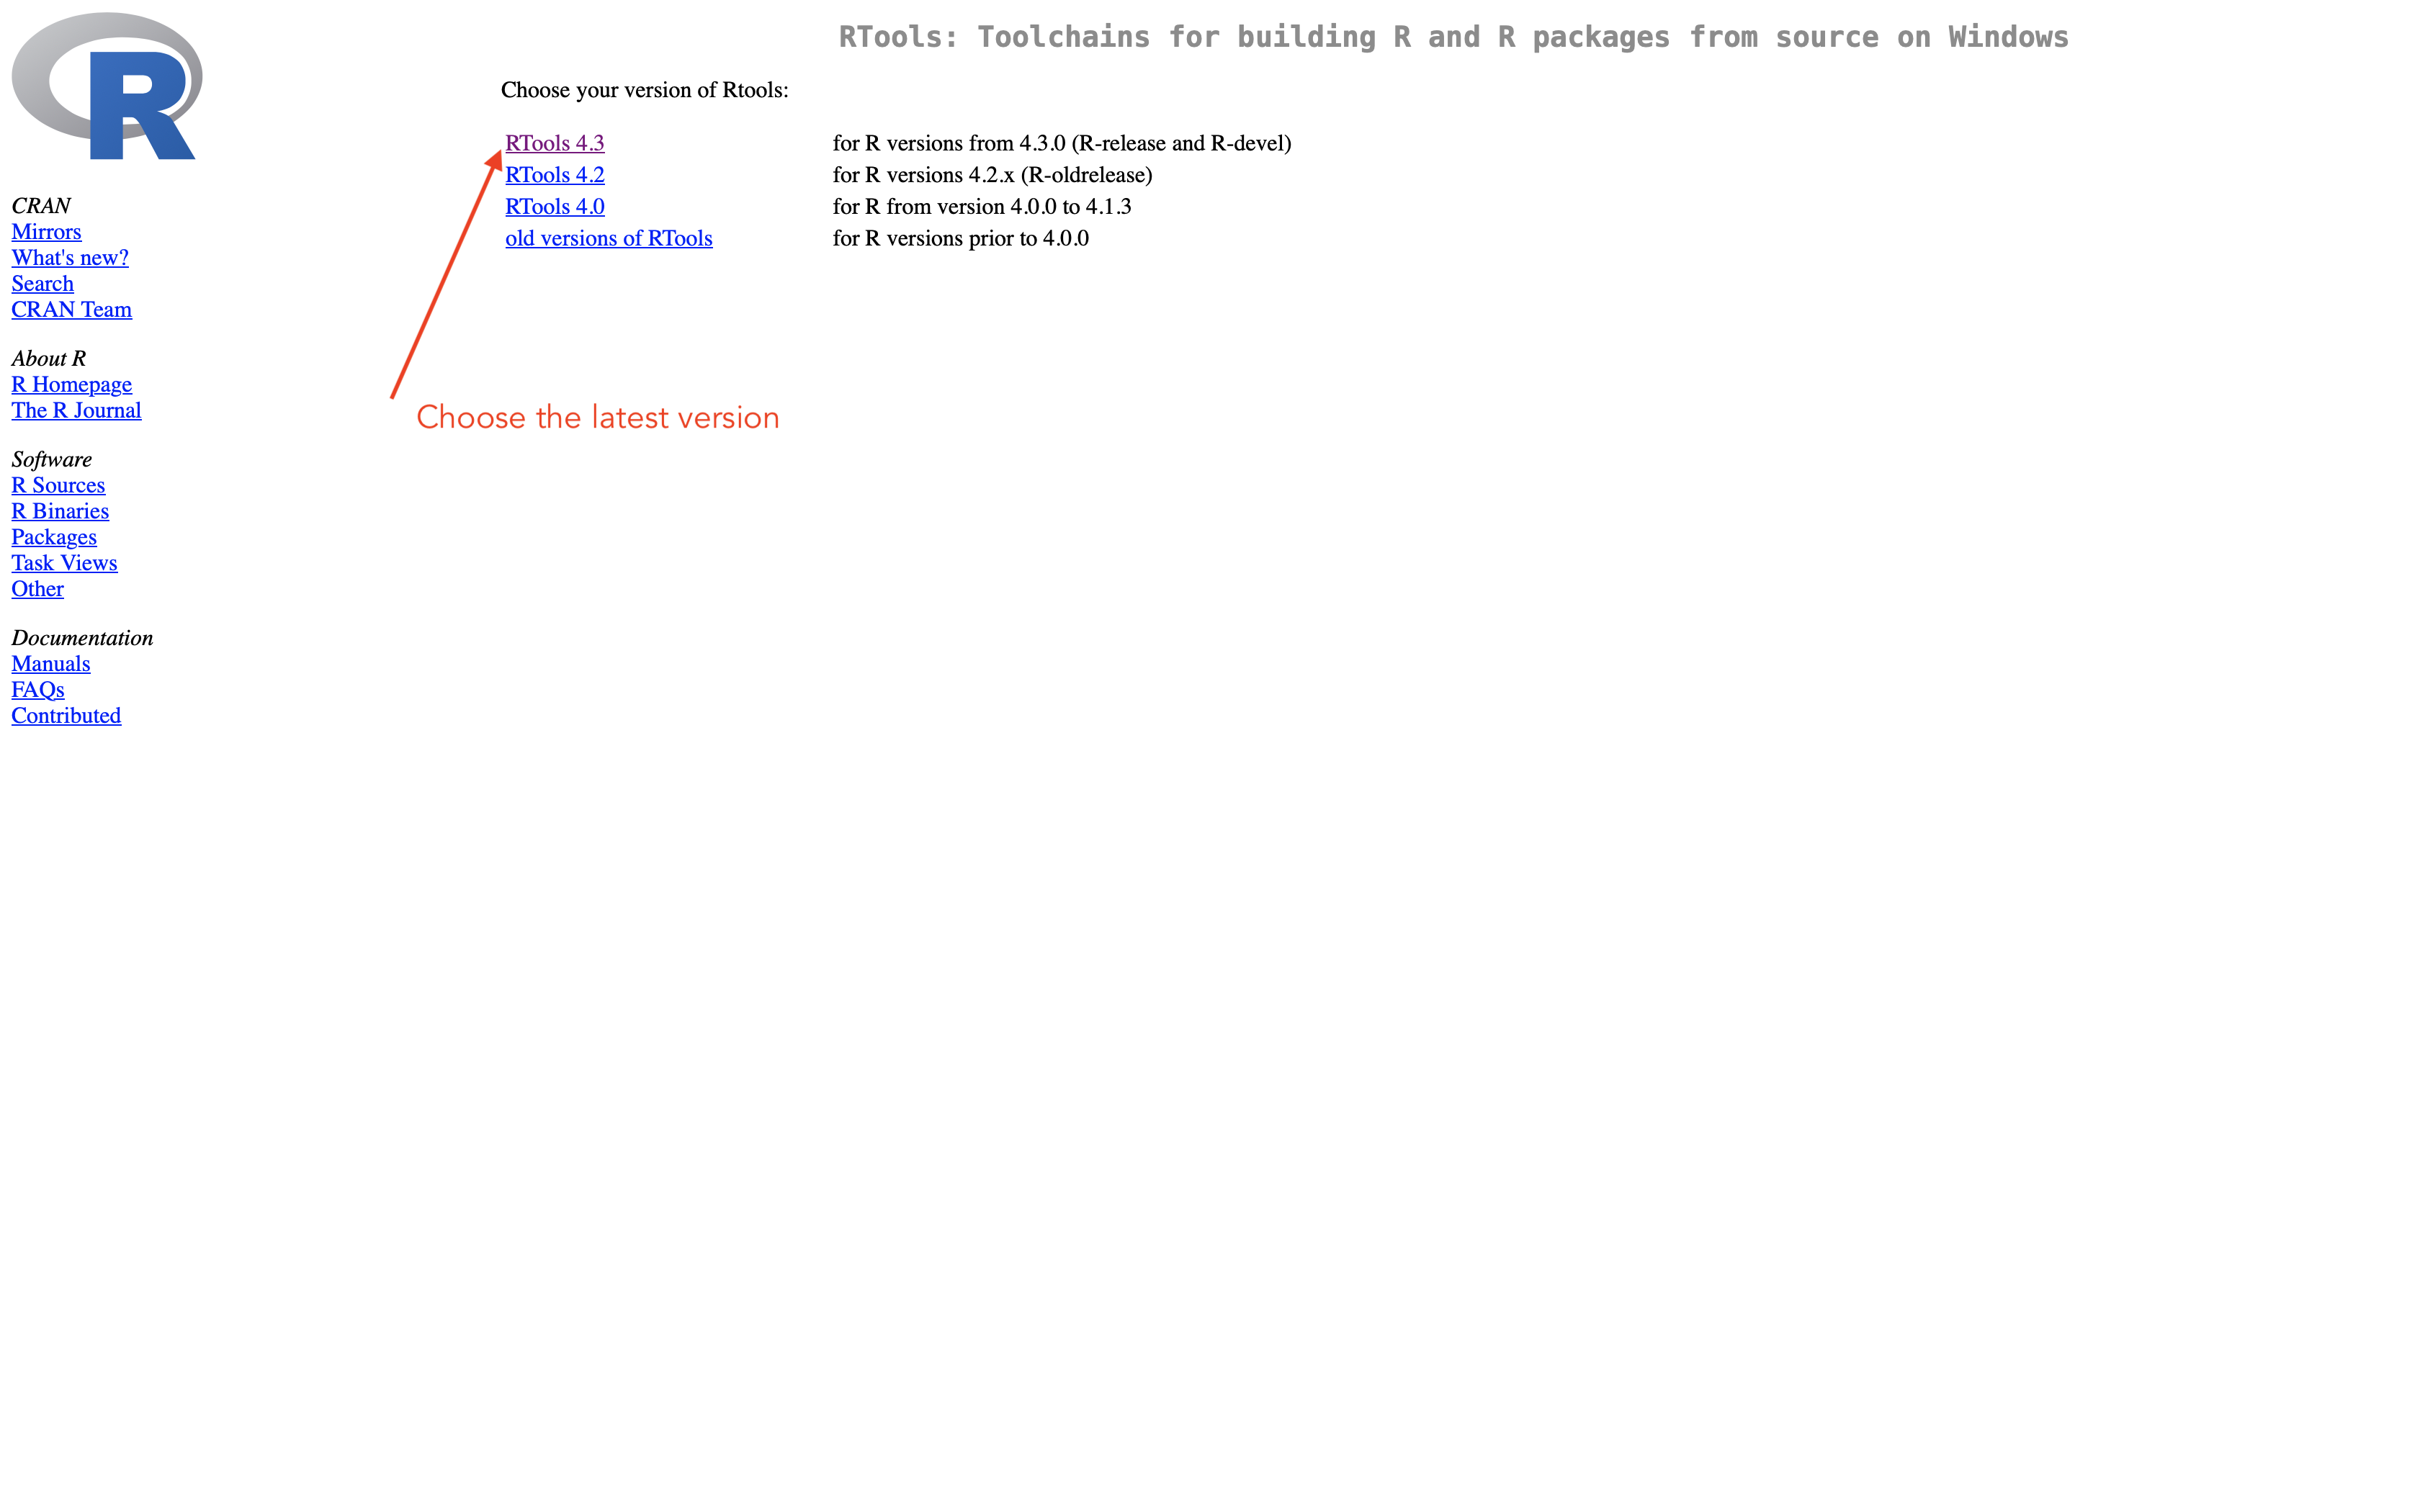 R
RTools: Toolchains for building R and R packages from source on Windows
Choose your version of Rtools:
RTools 4.3 for R versions from 4.3.0 (R-release and R-devel)
RTools 4.2 for R versions 4.2.x (R-oldrelease)
RTools 4.0 for R from version 4.0.0 to 4.1.3
old versions of RTools for R versions prior to 4.0.0
Choose the latest version
CRAN
Mirrors
What's new?
Search
CRAN Team
About R
R Homepage
The R Journal
Software
R Sources
R Binaries
Packages
Task Views
Other
Documentation
Manuals
FAQs
Contributed